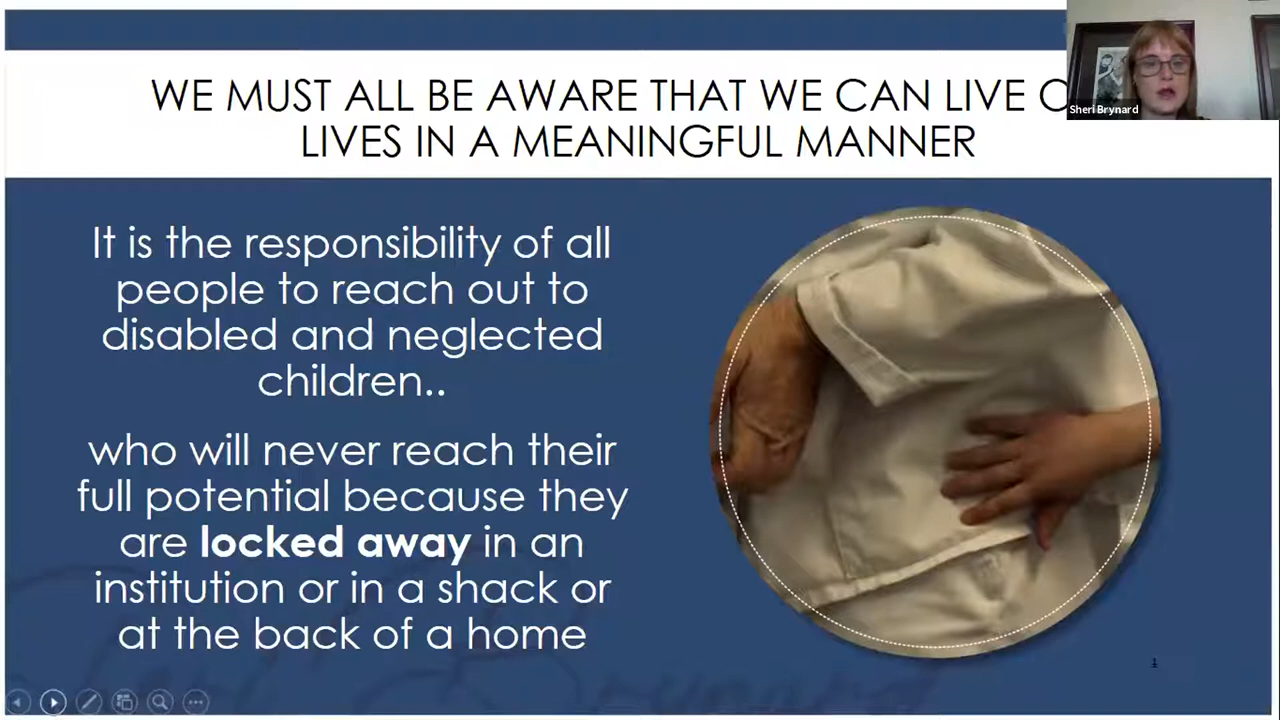 WE MUST ALL BE AWARE THAT WE CAN LIVE
LIVES IN A MEANINGFUL MANNER
Sheri Brynard
It is the responsibility of all
people to reach out to
disabled and neglected
children..
who will never reach their
full potential because they
are locked away in an
institution or in a shack or
at the back of a home
1